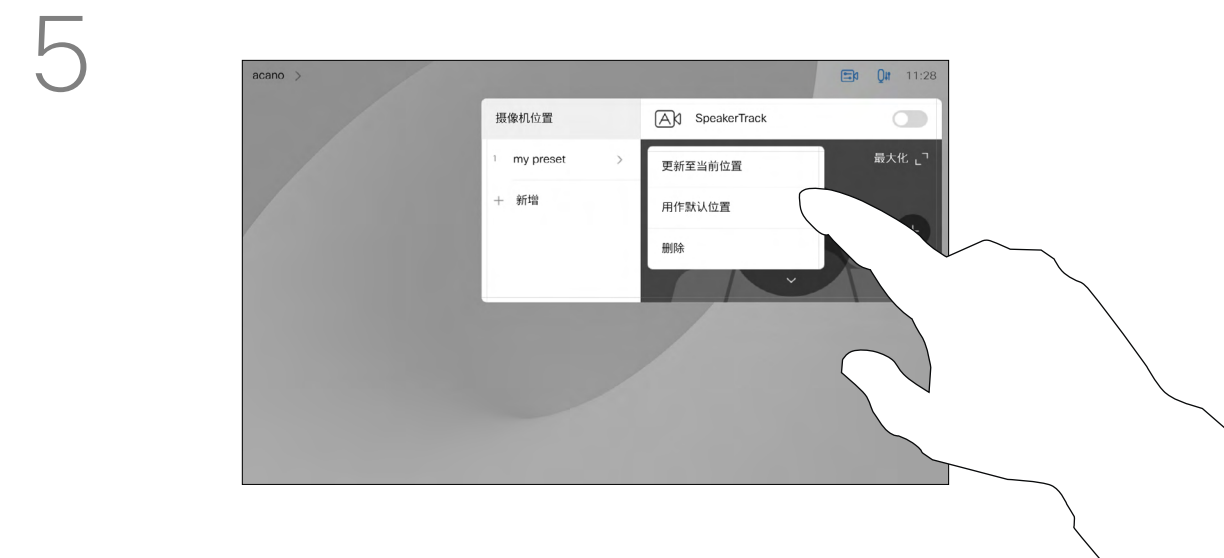 5
acano >
11:28
摄像机位置
SpeakerTrack
1 my preset >
更新至当前位置
最大化
+ 新增
用作默认位置
删除